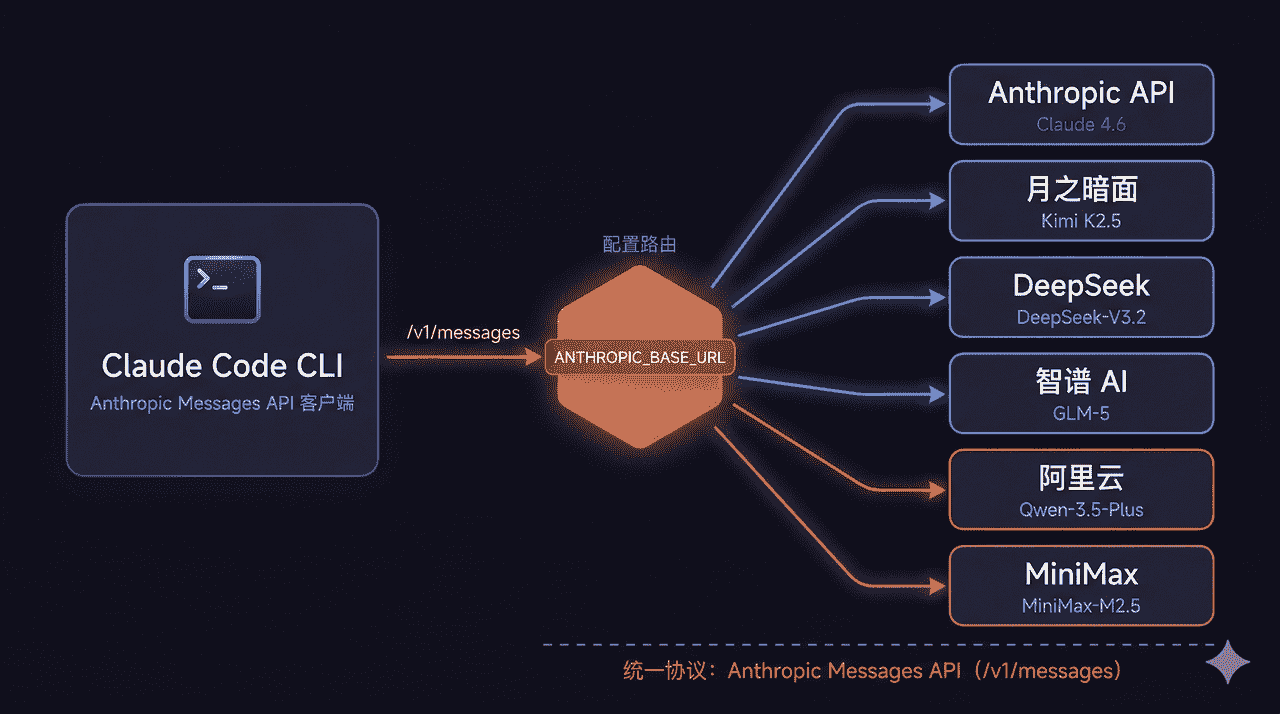 Claude Code CLI
Anthropic Messages API 客户端
/v1/messages
配置路由
ANTHROPIC_BASE_URL
Anthropic API
Claude 4.6
月之暗面
Kimi K2.5
DeepSeek
DeepSeek-V3.2
智谱 AI
GLM-5
阿里云
Qwen-3.5-Plus
MiniMax
MiniMax-M2.5
统一协议：Anthropic Messages API（/v1/messages）